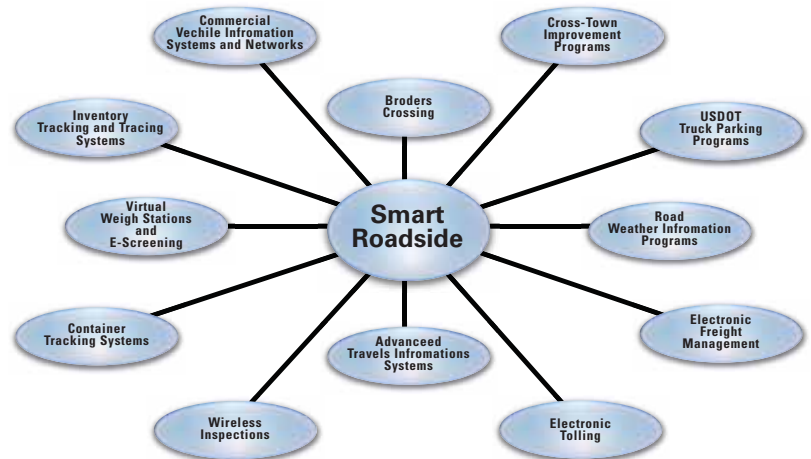 Commercial
Vechile Infromation
Systems and Networks
Cross-Town
Improvement
Programs
Broders
Crossing
Inventory
Tracking and Tracing
Systems
USDOT
Truck Parking
Programs
Smart
Roadside
Virtual
Weigh Stations
and
E-Screening
Road
Weather Infromation
Programs
Container
Tracking Systems
Advanceed
Travels Infromations
Systems
Electronic
Freight
Management
Wireless
Inspections
Electronic
Tolling